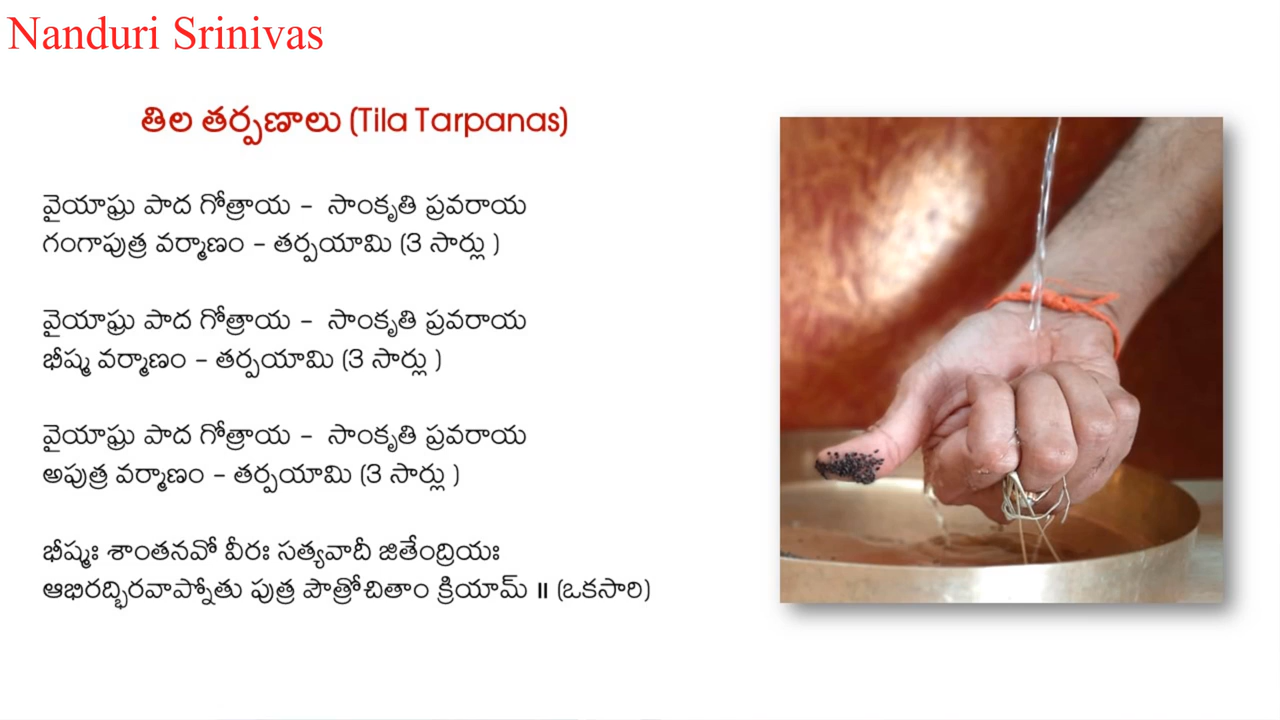 Nanduri Srinivas
తిల తర్పణాలు (Tila Tarpanas)
వైయాఘ్ర పాద గోత్రాయ – సాంకృతి ప్రవరాయ
గంగాపుత్ర వర్మాణం – తర్పయామి (3 సార్లు )
వైయాఘ్ర పాద గోత్రాయ – సాంకృతి ప్రవరాయ
భీష్మ వర్మాణం – తర్పయామి (3 సార్లు )
వైయాఘ్ర పాద గోత్రాయ – సాంకృతి ప్రవరాయ
అపుత్ర వర్మాణం – తర్పయామి (3 సార్లు )
భీష్మః శాంతనవో వీరః సత్యవాదీ జితేంద్రియః
ఆభిరద్భిరవాప్నోతు పుత్ర పౌత్రోచితాం క్రియామ్ ॥ (ఒకసారి)